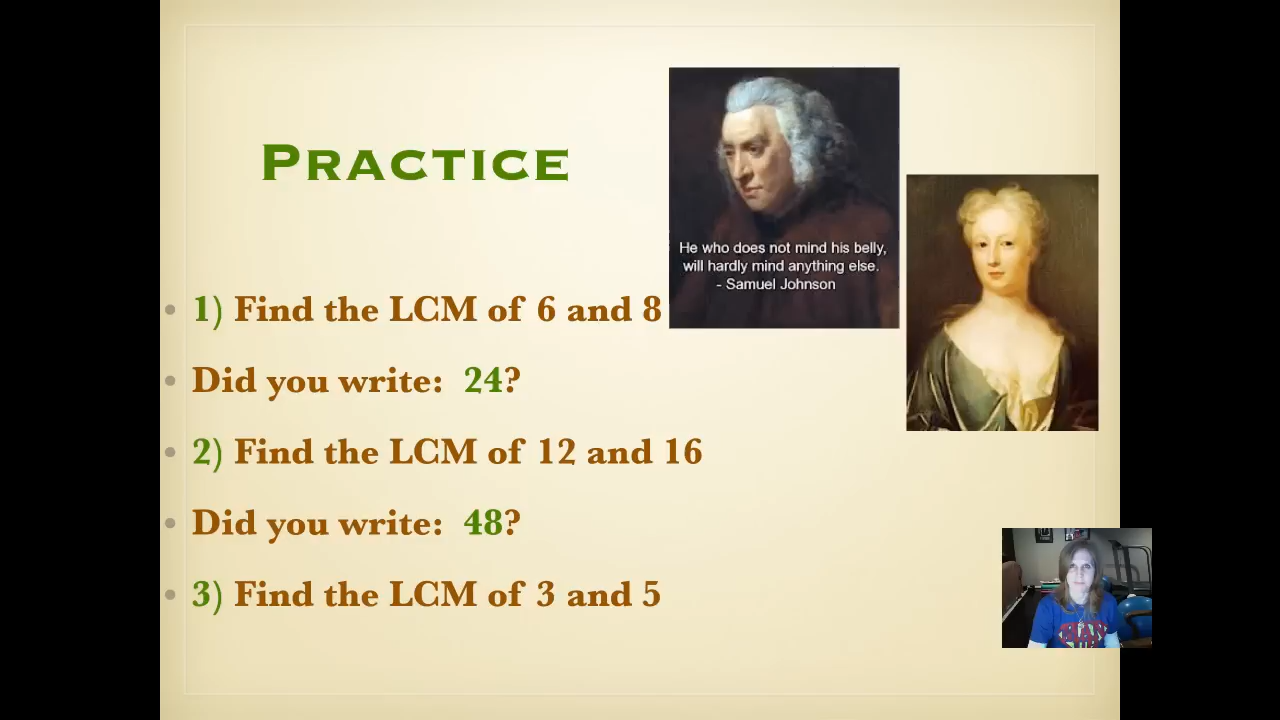 Practice
He who does not mind his belly,
will hardly mind anything else.
- Samuel Johnson
1) Find the LCM of 6 and 8
Did you write: 24?
2) Find the LCM of 12 and 16
Did you write: 48?
3) Find the LCM of 3 and 5